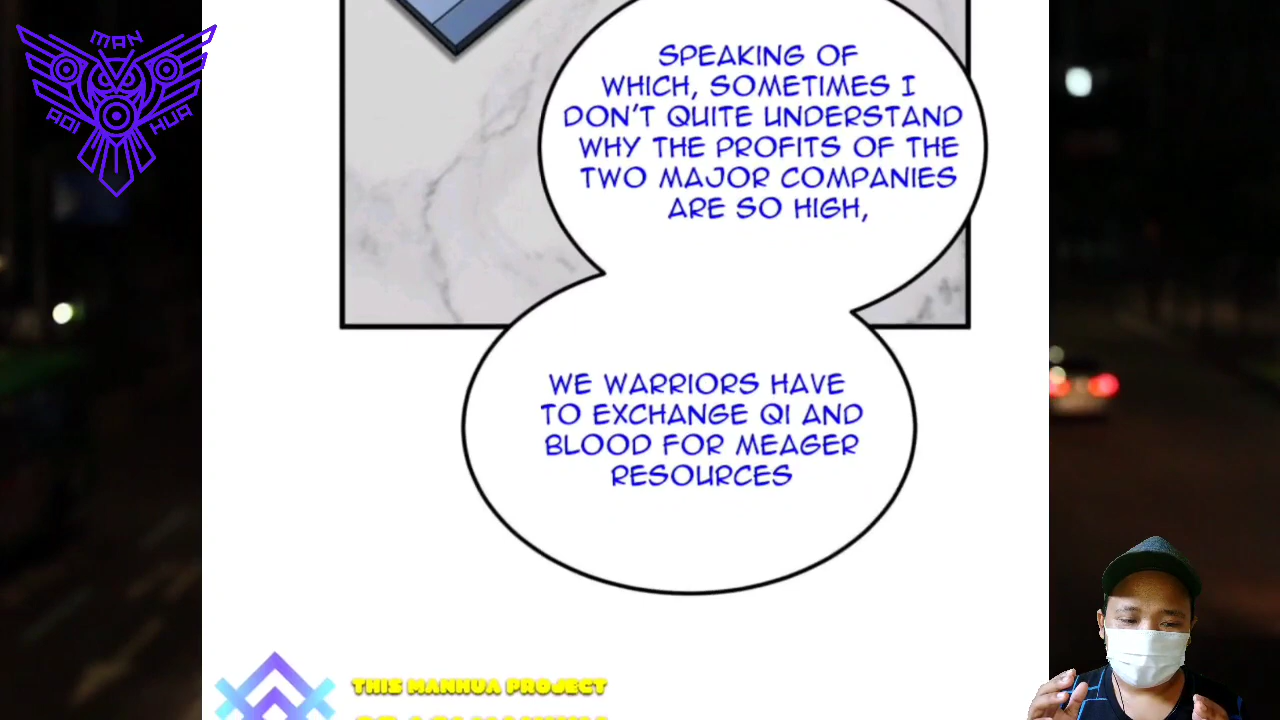 MAN
AOI HUA
SPEAKING OF
WHICH, SOMETIMES I
DON'T QUITE UNDERSTAND
WHY THE PROFITS OF THE
TWO MAJOR COMPANIES
ARE SO HIGH,
WE WARRIORS HAVE
TO EXCHANGE QI AND
BLOOD FOR MEAGER
RESOURCES
THIS MANHUA PROJECT